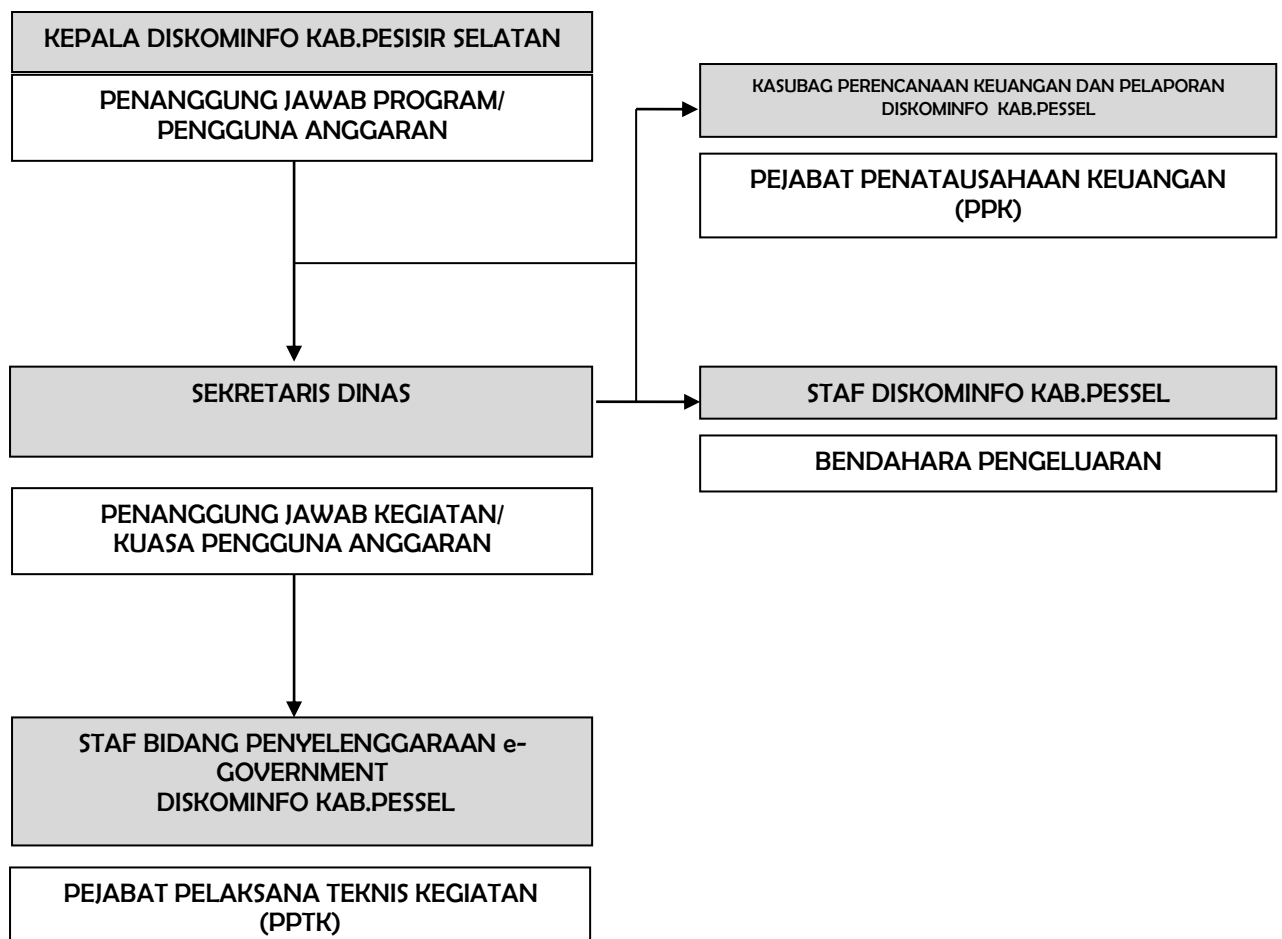 KEPALA DISKOMINFO KAB.PESISIR SELATAN
PENANGGUNG JAWAB PROGRAM/
PENGGUNA ANGGARAN
KASUBAG PERENCANAAN KEUANGAN DAN PELAPORAN
DISKOMINFO KAB.PESSEL
PEJABAT PENATAUSAHAAN KEUANGAN
(PPK)
SEKRETARIS DINAS
STAF DISKOMINFO KAB.PESSEL
BENDAHARA PENGELUARAN
PENANGGUNG JAWAB KEGIATAN/
KUASA PENGGUNA ANGGARAN
STAF BIDANG PENYELENGGARAAN e-
GOVERNMENT
DISKOMINFO KAB.PESSEL
PEJABAT PELAKSANA TEKNIS KEGIATAN
(PPTK)